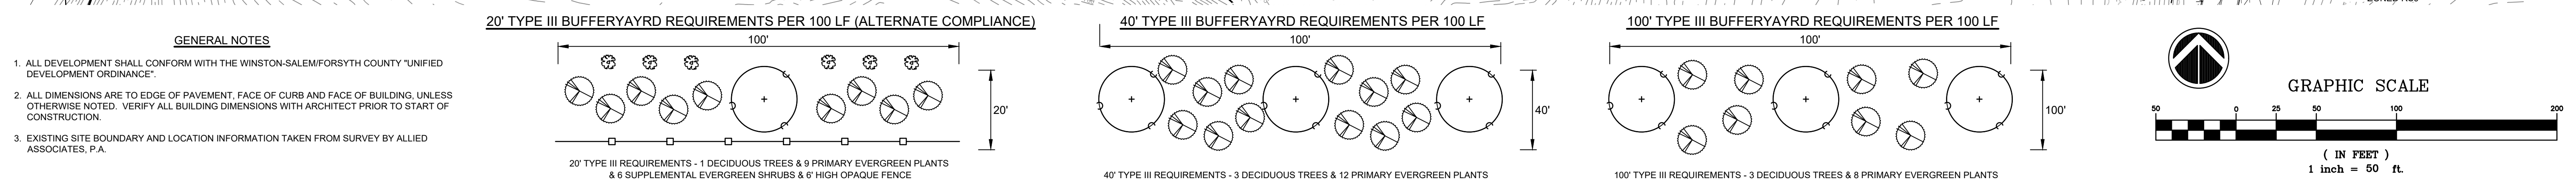 GENERAL NOTES
1. ALL DEVELOPMENT SHALL CONFORM WITH THE WINSTON-SALEM/FORSYTH COUNTY "UNIFIED
DEVELOPMENT ORDINANCE".
2. ALL DIMENSIONS ARE TO EDGE OF PAVEMENT, FACE OF CURB AND FACE OF BUILDING, UNLESS
OTHERWISE NOTED. VERIFY ALL BUILDING DIMENSIONS WITH ARCHITECT PRIOR TO START OF
CONSTRUCTION.
3. EXISTING SITE BOUNDARY AND LOCATION INFORMATION TAKEN FROM SURVEY BY ALLIED
ASSOCIATES, P.A.
20' TYPE III BUFFERYAYRD REQUIREMENTS PER 100 LF (ALTERNATE COMPLIANCE)
100'
20'
20' TYPE III REQUIREMENTS - 1 DECIDUOUS TREES & 9 PRIMARY EVERGREEN PLANTS
& 6 SUPPLEMENTAL EVERGREEN SHRUBS & 6' HIGH OPAQUE FENCE
40' TYPE III BUFFERYAYRD REQUIREMENTS PER 100 LF
100'
40'
40' TYPE III REQUIREMENTS - 3 DECIDUOUS TREES & 12 PRIMARY EVERGREEN PLANTS
100' TYPE III BUFFERYAYRD REQUIREMENTS PER 100 LF
100'
100'
100' TYPE III REQUIREMENTS - 3 DECIDUOUS TREES & 8 PRIMARY EVERGREEN PLANTS
GRAPHIC SCALE
50 0 25 50 100 200
( IN FEET )
1 inch = 50 ft.